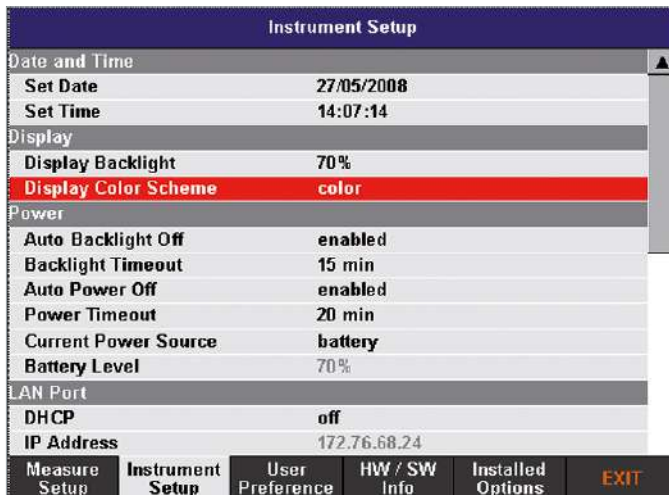 Instrument Setup
Date and Time
Set Date 27/05/2008
Set Time 14:07:14
Display
Display Backlight 70%
Display Color Scheme color
Power
Auto Backlight Off enabled
Backlight Timeout 15 min
Auto Power Off enabled
Power Timeout 20 min
Current Power Source battery
Battery Level 70%
LAN Port
DHCP off
IP Address 172.76.68.24
Measure Setup
Instrument Setup
User Preference
HW / SW Info
Installed Options
EXIT